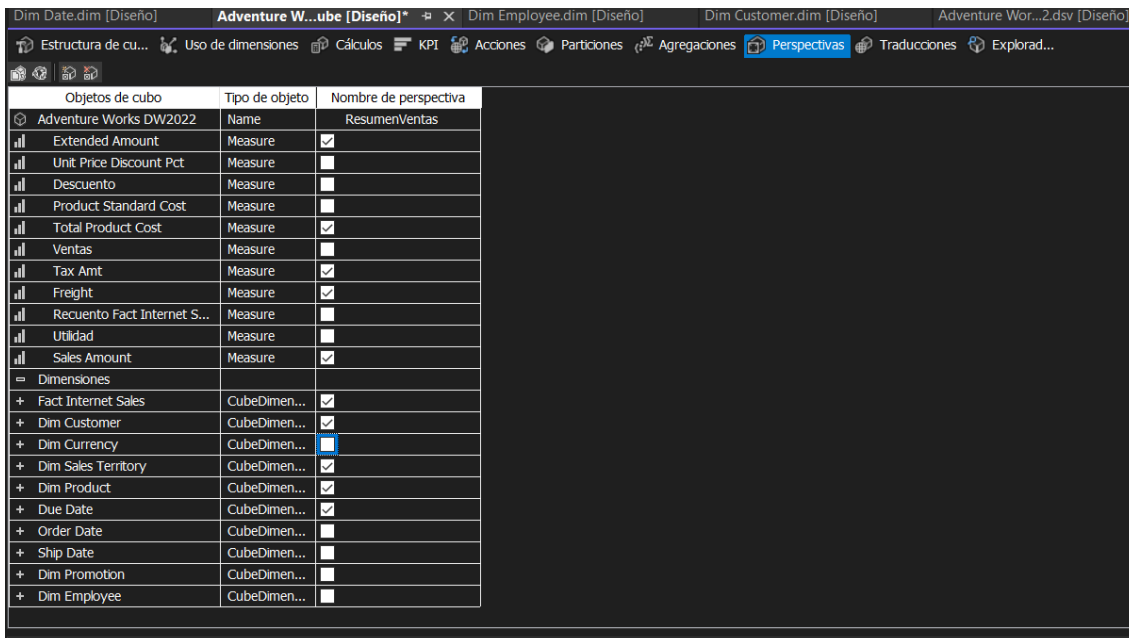 Dim Date.dim [Diseño] Adventure W...ube [Diseño]* Dim Employee.dim [Diseño] Dim Customer.dim [Diseño] Adventure Wor...2.dsv [Diseño]
Estructura de cu... Uso de dimensiones Cálculos KPI Acciones Particiones Agregaciones Perspectivas Traducciones Explorad...
Objetos de cubo Tipo de objeto Nombre de perspectiva
Adventure Works DW2022 Name ResumenVentas
Extended Amount Measure
Unit Price Discount Pct Measure
Descuento Measure
Product Standard Cost Measure
Total Product Cost Measure
Ventas Measure
Tax Amt Measure
Freight Measure
Recuento Fact Internet S... Measure
Utilidad Measure
Sales Amount Measure
Dimensiones
Fact Internet Sales CubeDimen...
Dim Customer CubeDimen...
Dim Currency CubeDimen...
Dim Sales Territory CubeDimen...
Dim Product CubeDimen...
Due Date CubeDimen...
Order Date CubeDimen...
Ship Date CubeDimen...
Dim Promotion CubeDimen...
Dim Employee CubeDimen...